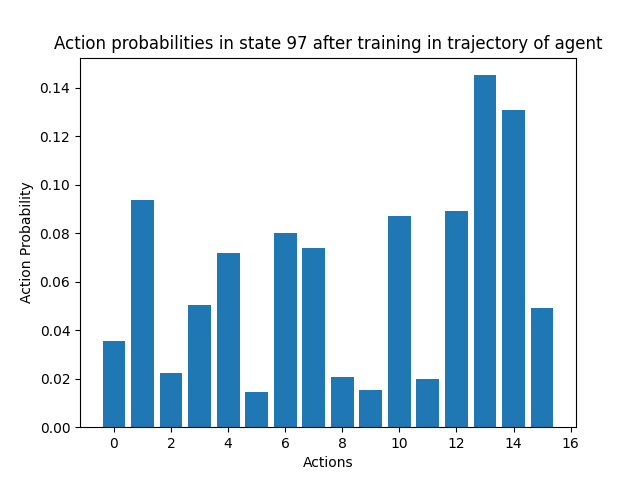 Action probabilities in state 97 after training in trajectory of agent
0.14
0.12
0.10
0.08
0.06
0.04
0.02
0.00
Action Probability
0 2 4 6 8 10 12 14 16
Actions